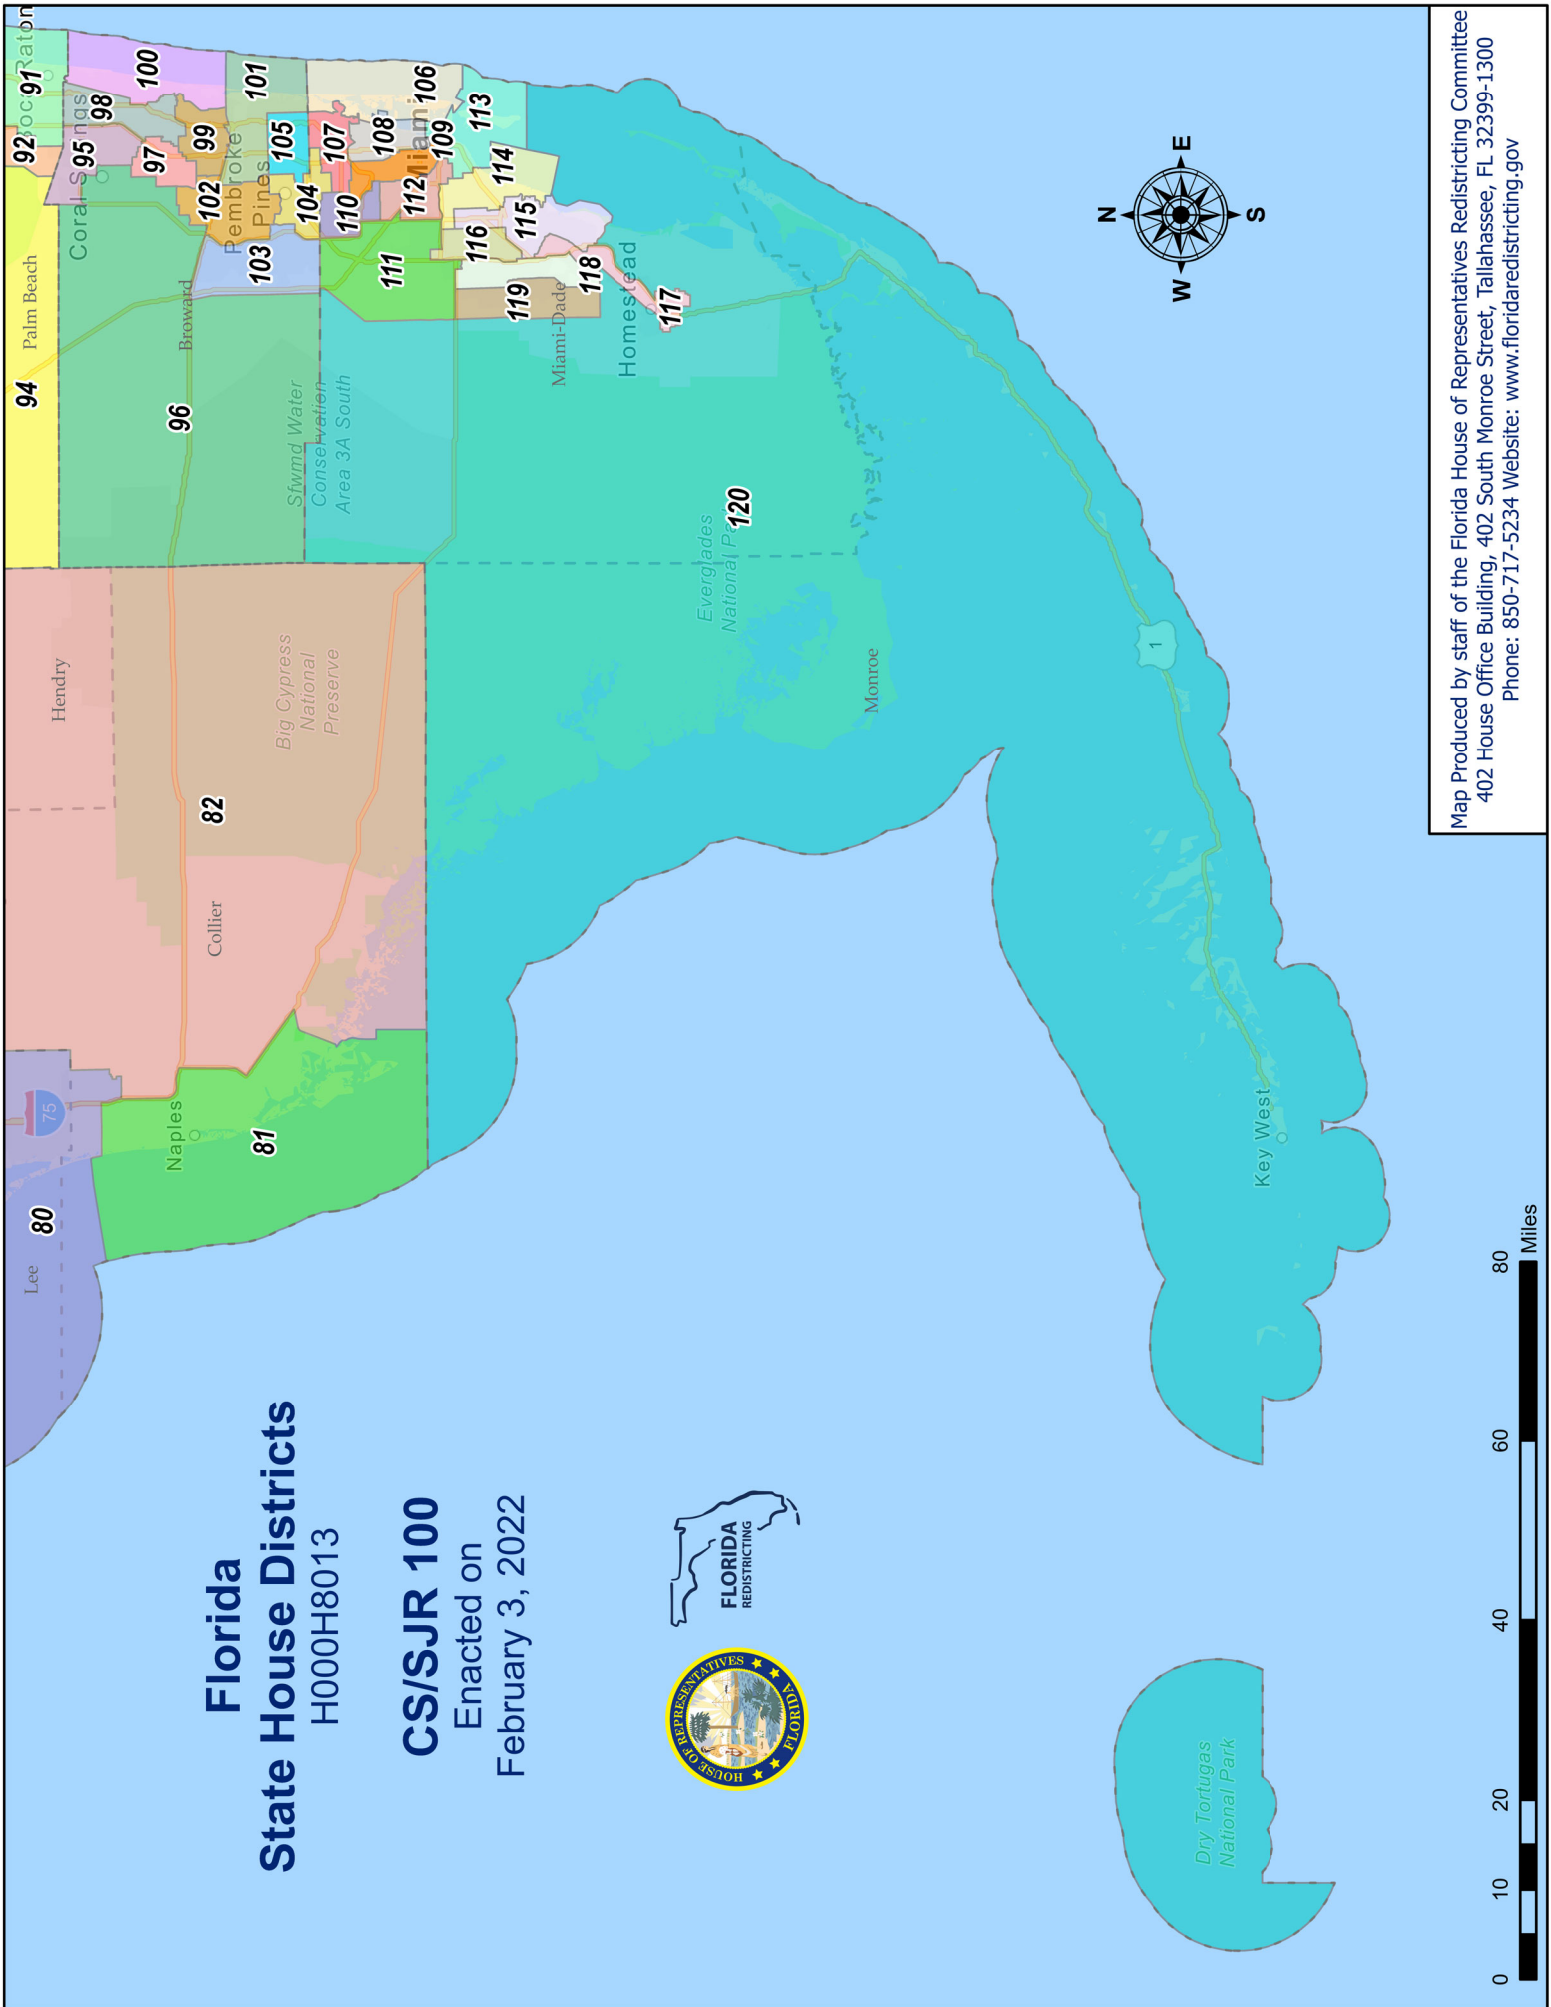 Florida
State House Districts
H000H8013
CS/SJR 100
Enacted on
February 3, 2022
HOUSE OF REPRESENTATIVES
FLORIDA
FLORIDA
REDISTRICTING
Lee
80
75
Naples
81
Hendry
82
Collier
Big Cypress
National
Preserve
94
Palm Beach
92
91
Boca Raton
96
Broward
Coral Springs
95
98
100
97
99
102
Pembroke
Pines
101
103
104
105
Sfwmd Water
Conservation
Area 3A South
110
107
106
108
111
112
Miami
109
113
116
114
115
119
118
Miami-Dade
Homestead
117
Everglades
National Park
120
Monroe
1
Key West
Dry Tortugas
National Park
N
W
E
S
0
10
20
40
60
80
Miles
Map Produced by staff of the Florida House of Representatives Redistricting Committee
402 House Office Building, 402 South Monroe Street, Tallahassee, FL 32399-1300
Phone: 850-717-5234 Website: www.floridaredistricting.gov